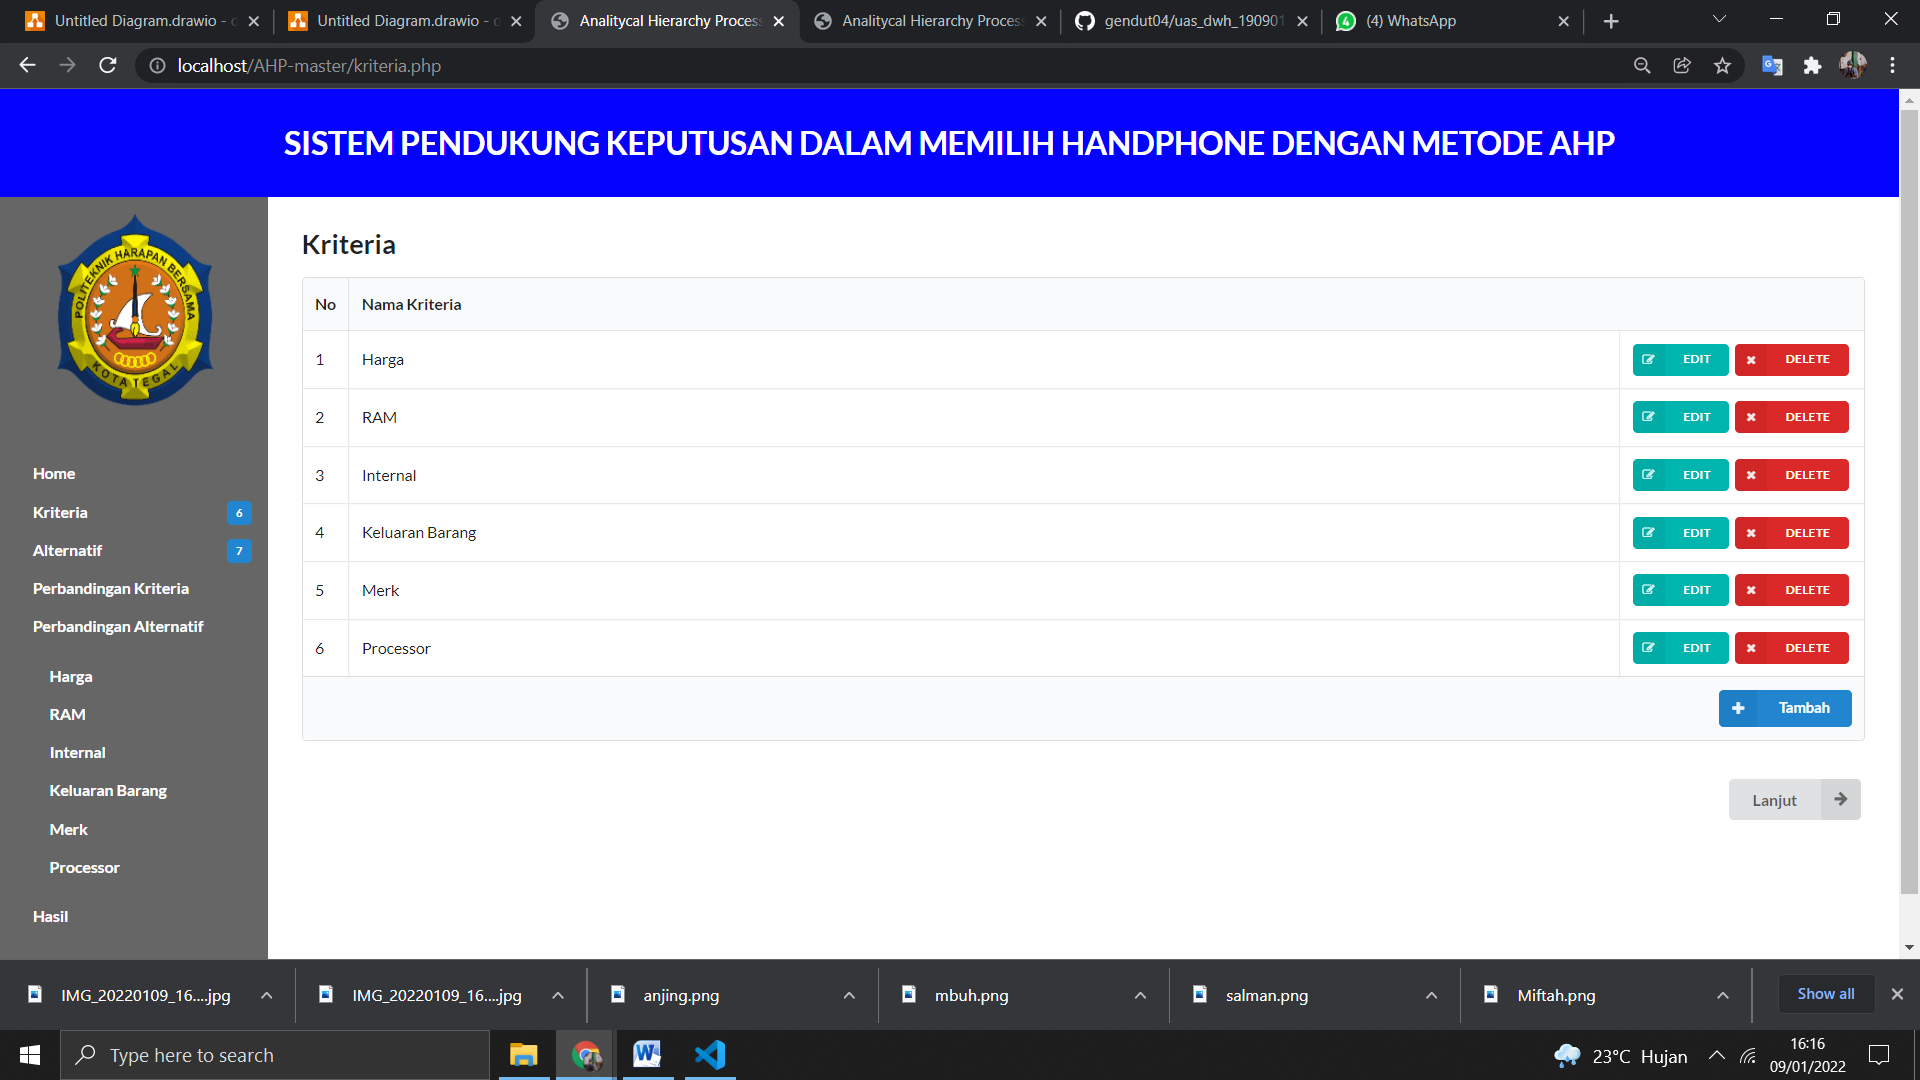 Untitled Diagram.drawio - d
Untitled Diagram.drawio - d
Analitycal Hierarchy Process
Analitycal Hierarchy Process
gendut04/uas_dwh_190901
(4) WhatsApp
localhost/AHP-master/kriteria.php
SISTEM PENDUKUNG KEPUTUSAN DALAM MEMILIH HANDPHONE DENGAN METODE AHP
POLITEKNIK HARAPAN BERSAMA
KOTA TEGAL
Home
Kriteria 6
Alternatif 7
Perbandingan Kriteria
Perbandingan Alternatif
Harga
RAM
Internal
Keluaran Barang
Merk
Processor
Hasil
Kriteria
No Nama Kriteria
1 Harga EDIT DELETE
2 RAM EDIT DELETE
3 Internal EDIT DELETE
4 Keluaran Barang EDIT DELETE
5 Merk EDIT DELETE
6 Processor EDIT DELETE
Tambah
Lanjut
IMG_20220109_16....jpg
IMG_20220109_16....jpg
anjing.png
mbuh.png
salman.png
Miftah.png
Show all
Type here to search
23°C Hujan
16:16
09/01/2022